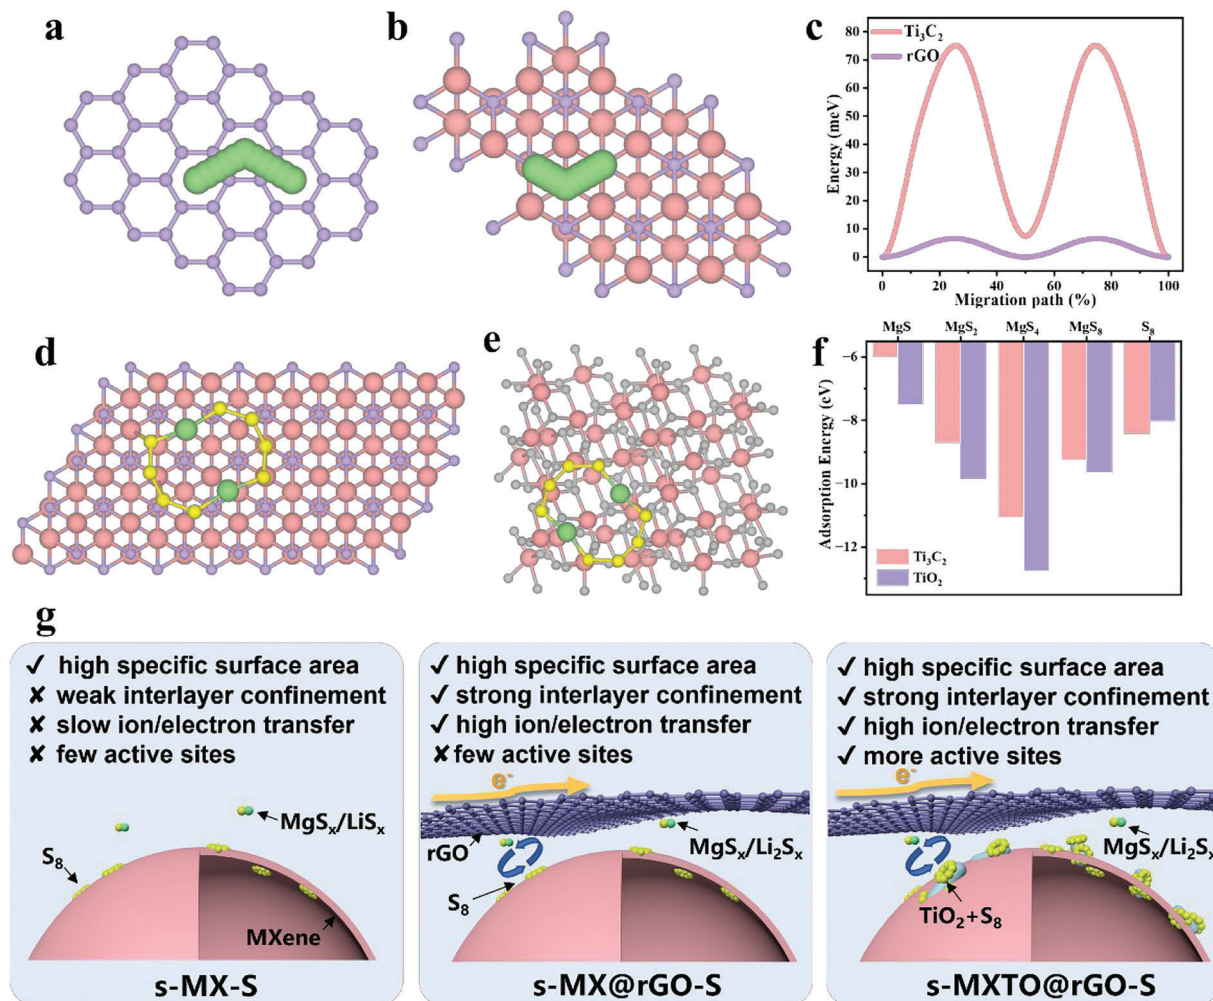 a
b
c
Ti₃C₂
rGO
80
70
60
50
40
30
20
10
0
Energy (meV)
0 20 40 60 80 100
Migration path (%)
d
e
f
MgS MgS₂ MgS₄ MgS₈ S₈
−6
−8
−10
−12
Adsorption Energy (eV)
Ti₃C₂
TiO₂
g
✓ high specific surface area
✘ weak interlayer confinement
✘ slow ion/electron transfer
✘ few active sites
MgSₓ/LiSₓ
S₈
MXene
s-MX-S
✓ high specific surface area
✓ strong interlayer confinement
✓ high ion/electron transfer
✘ few active sites
e⁻
rGO
MgSₓ/Li₂Sₓ
S₈
s-MX@rGO-S
✓ high specific surface area
✓ strong interlayer confinement
✓ high ion/electron transfer
✓ more active sites
e⁻
MgSₓ/Li₂Sₓ
TiO₂+S₈
s-MXTO@rGO-S